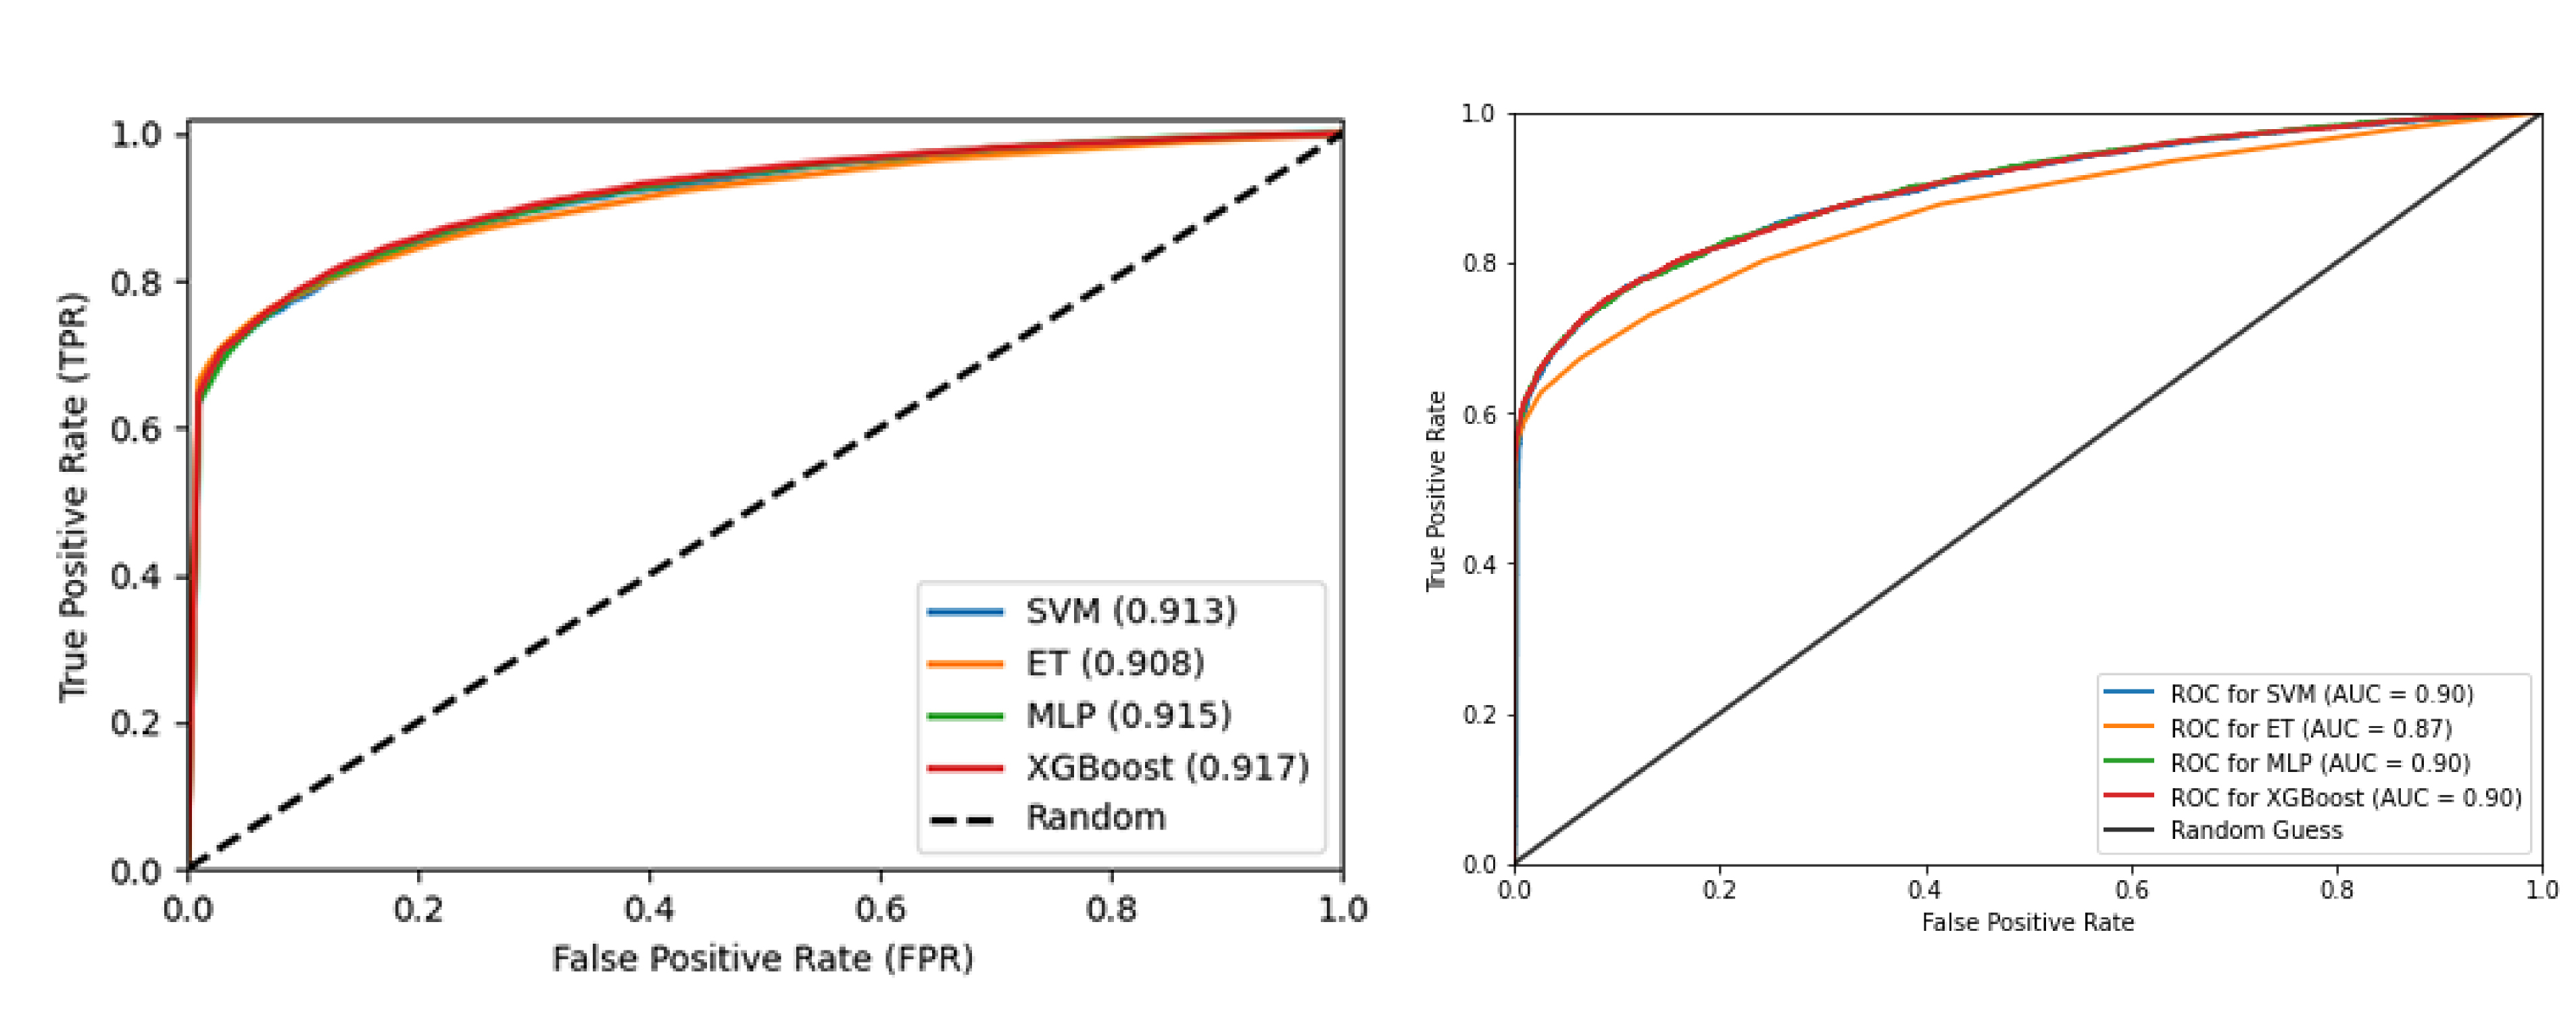 True Positive Rate (TPR)
1.0
0.8
0.6
0.4
0.2
0.0
SVM (0.913)
ET (0.908)
MLP (0.915)
XGBoost (0.917)
Random
0.0 0.2 0.4 0.6 0.8 1.0
False Positive Rate (FPR)
True Positive Rate
1.0
0.8
0.6
0.4
0.2
0.0
ROC for SVM (AUC = 0.90)
ROC for ET (AUC = 0.87)
ROC for MLP (AUC = 0.90)
ROC for XGBoost (AUC = 0.90)
Random Guess
0.0 0.2 0.4 0.6 0.8 1.0
False Positive Rate